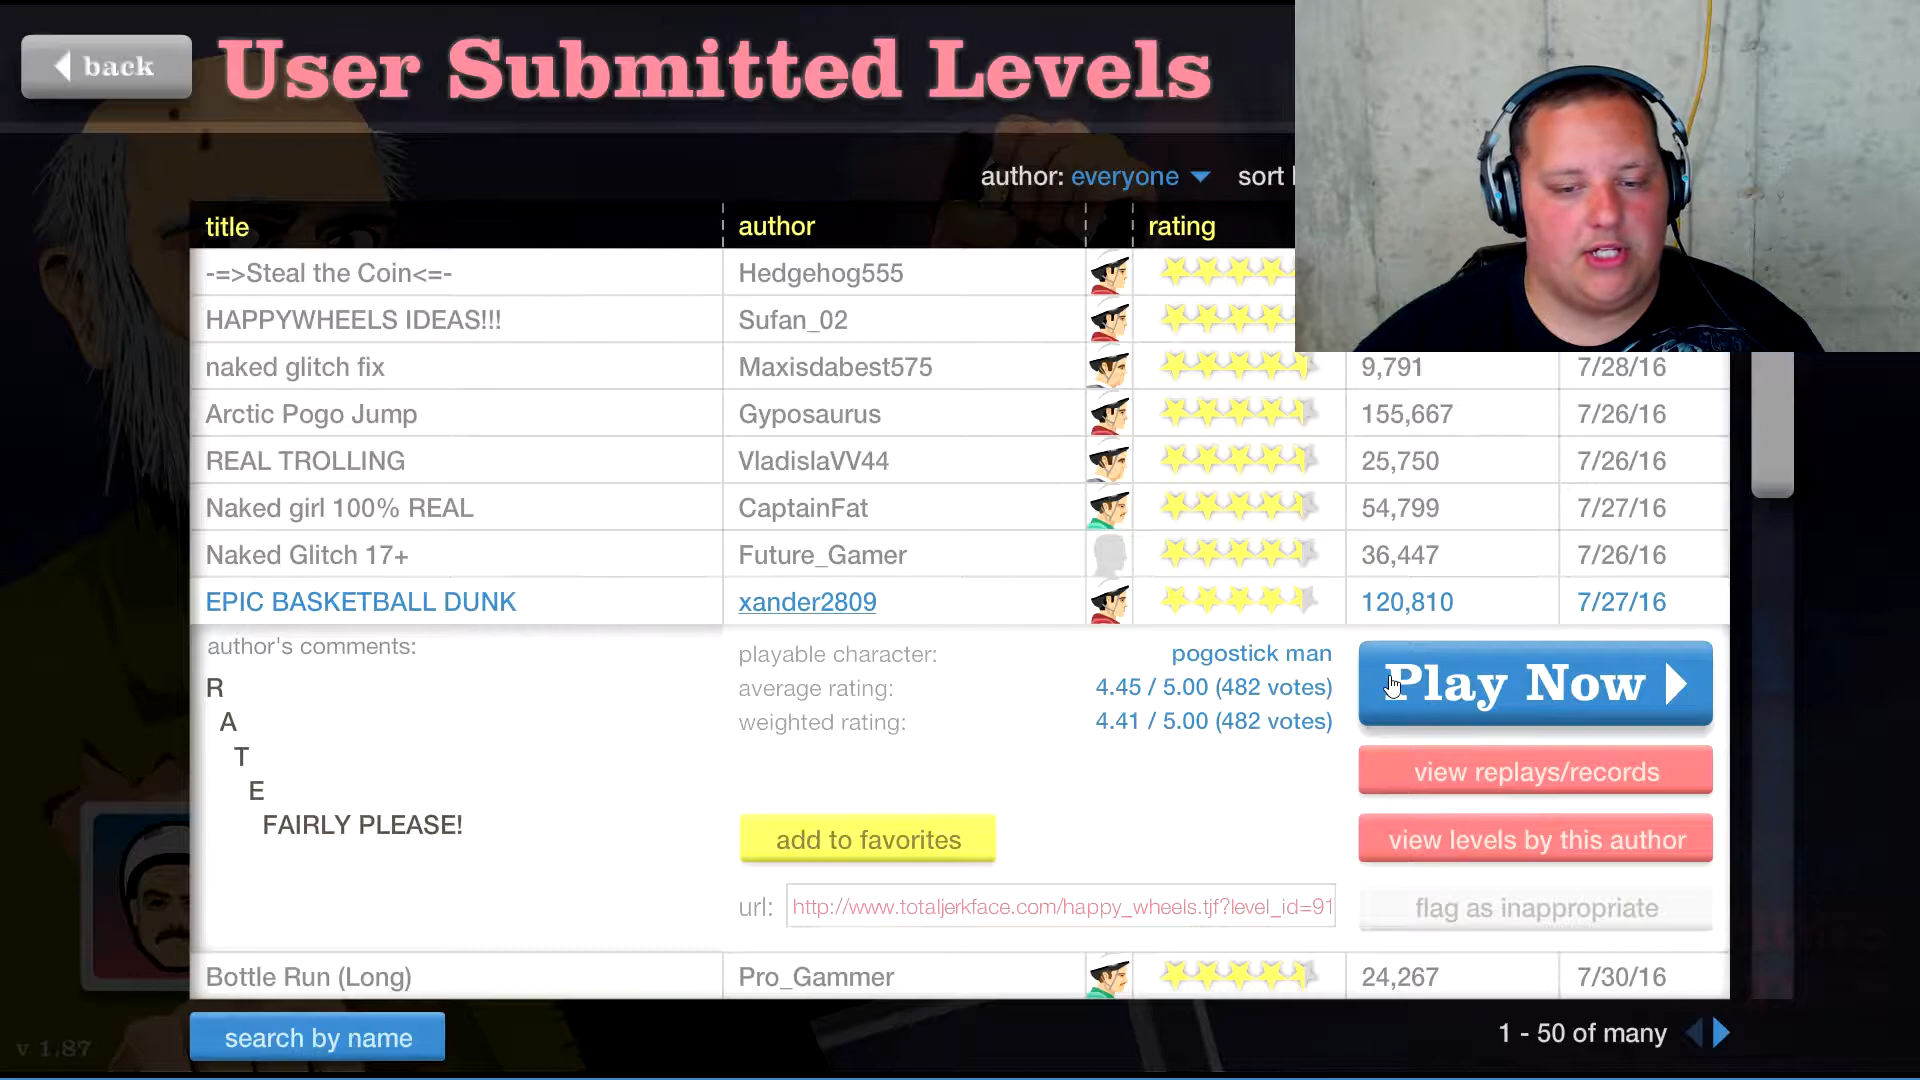 back
User Submitted Levels
author: everyone
sort
title author rating
-=>Steal the Coin<=- Hedgehog555
HAPPYWHEELS IDEAS!!! Sufan_02
naked glitch fix Maxisdabest575 9,791 7/28/16
Arctic Pogo Jump Gyposaurus 155,667 7/26/16
REAL TROLLING VladislaVV44 25,750 7/26/16
Naked girl 100% REAL CaptainFat 54,799 7/27/16
Naked Glitch 17+ Future_Gamer 36,447 7/26/16
EPIC BASKETBALL DUNK xander2809 120,810 7/27/16
author's comments:
R
A
T
E
FAIRLY PLEASE!
playable character: pogostick man
average rating: 4.45 / 5.00 (482 votes)
weighted rating: 4.41 / 5.00 (482 votes)
add to favorites
url: http://www.totaljerkface.com/happy_wheels.tjf?level_id=91
Play Now
view replays/records
view levels by this author
flag as inappropriate
Bottle Run (Long) Pro_Gammer 24,267 7/30/16
search by name
1 - 50 of many
v 1.87